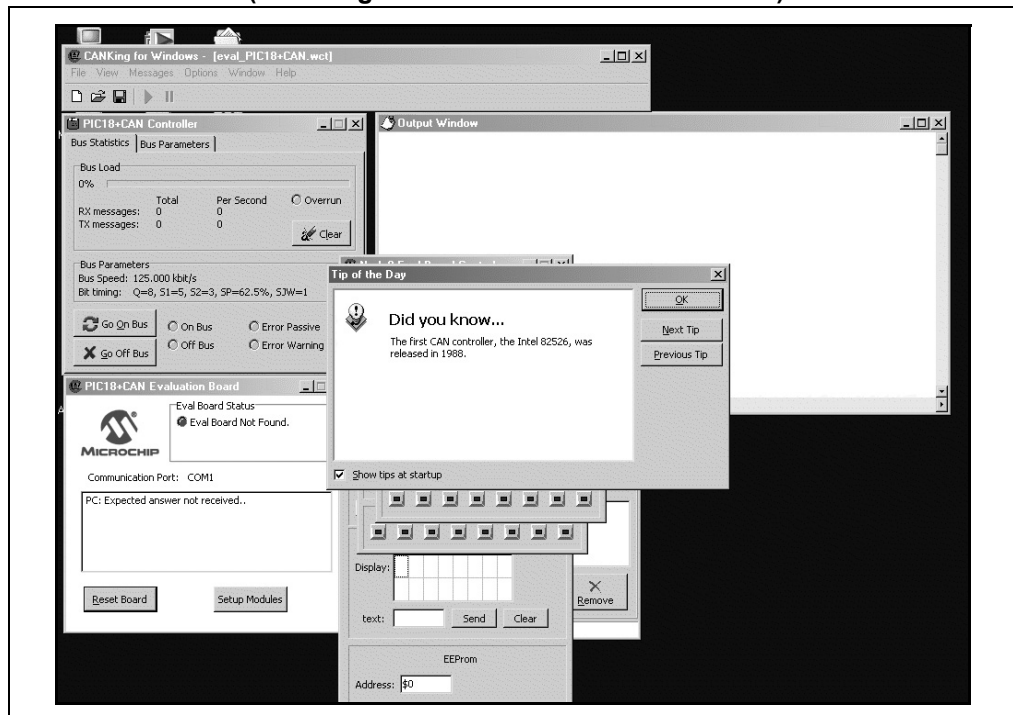 CANKing for Windows - [eval_PIC18+CAN.wct]
File View Messages Options Window Help
PIC18+CAN Controller
Bus Statistics Bus Parameters
Bus Load
0%
Total Per Second Overrun
RX messages: 0 0
TX messages: 0 0
Clear
Bus Parameters
Bus Speed: 125.000 kbit/s
Bit timing: Q=8, S1=5, S2=3, SP=62.5%, SJW=1
Go On Bus On Bus Error Passive
Go Off Bus Off Bus Error Warning
Output Window
Tip of the Day
Did you know...
The first CAN controller, the Intel 82526, was
released in 1988.
OK
Next Tip
Previous Tip
Show tips at startup
PIC18+CAN Evaluation Board
MICROCHIP
Eval Board Status
Eval Board Not Found.
Communication Port: COM1
PC: Expected answer not received..
Reset Board Setup Modules
Display:
text: Send Clear
Remove
EEProm
Address: $0